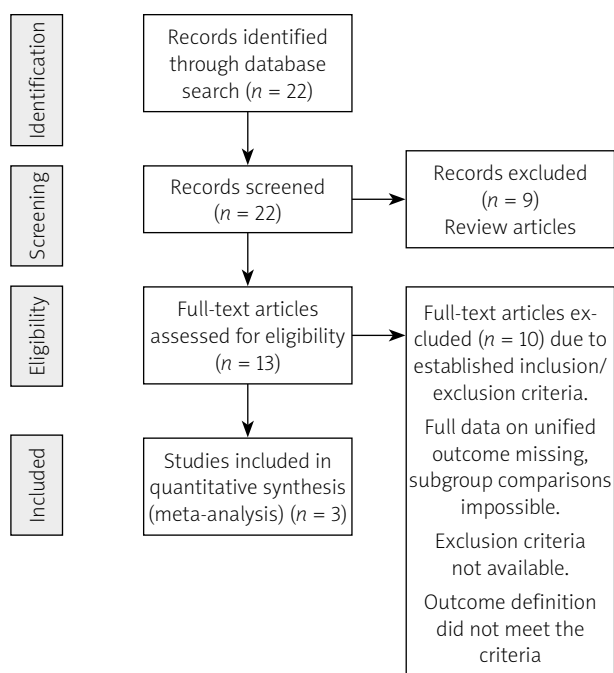 Identification
Records identified
through database
search (n = 22)
Screening
Records screened
(n = 22)
Records excluded
(n = 9)
Review articles
Eligibility
Full-text articles
assessed for eligibility
(n = 13)
Full-text articles ex-
cluded (n = 10) due to
established inclusion/
exclusion criteria.
Full data on unified
outcome missing,
subgroup comparisons
impossible.
Exclusion criteria
not available.
Outcome definition
did not meet the
criteria
Included
Studies included in
quantitative synthesis
(meta-analysis) (n = 3)